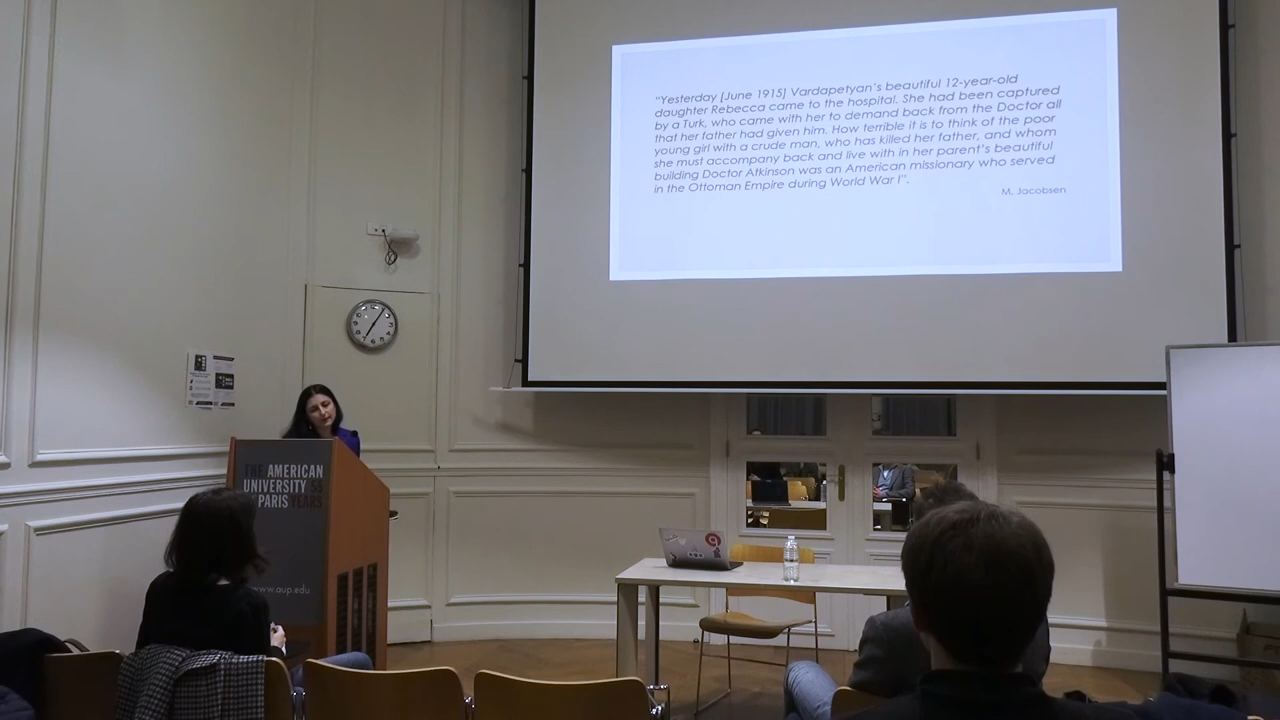 "Yesterday [June 1915] Vardapetyan's beautiful 12-year-old
daughter Rebecca came to the hospital. She had been captured
by a Turk, who came with her to demand back from the Doctor all
that her father had given him. How terrible it is to think of the poor
young girl with a crude man, who has killed her father, and whom
she must accompany back and live with in her parent's beautiful
building Doctor Atkinson was an American missionary who served
in the Ottoman Empire during World War I".
M. Jacobsen
THE AMERICAN
UNIVERSITY 55
PARIS YEARS
www.aup.edu